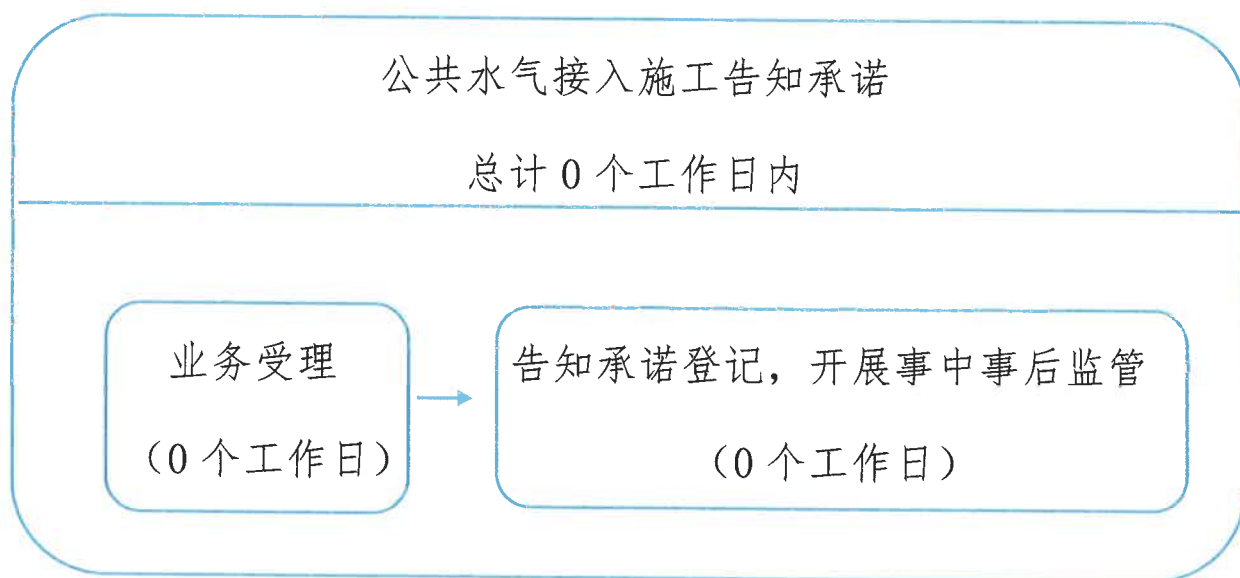 公共水气接入施工告知承诺
总计 0 个工作日内
业务受理
（0 个工作日）
告知承诺登记，开展事中事后监管
（0 个工作日）